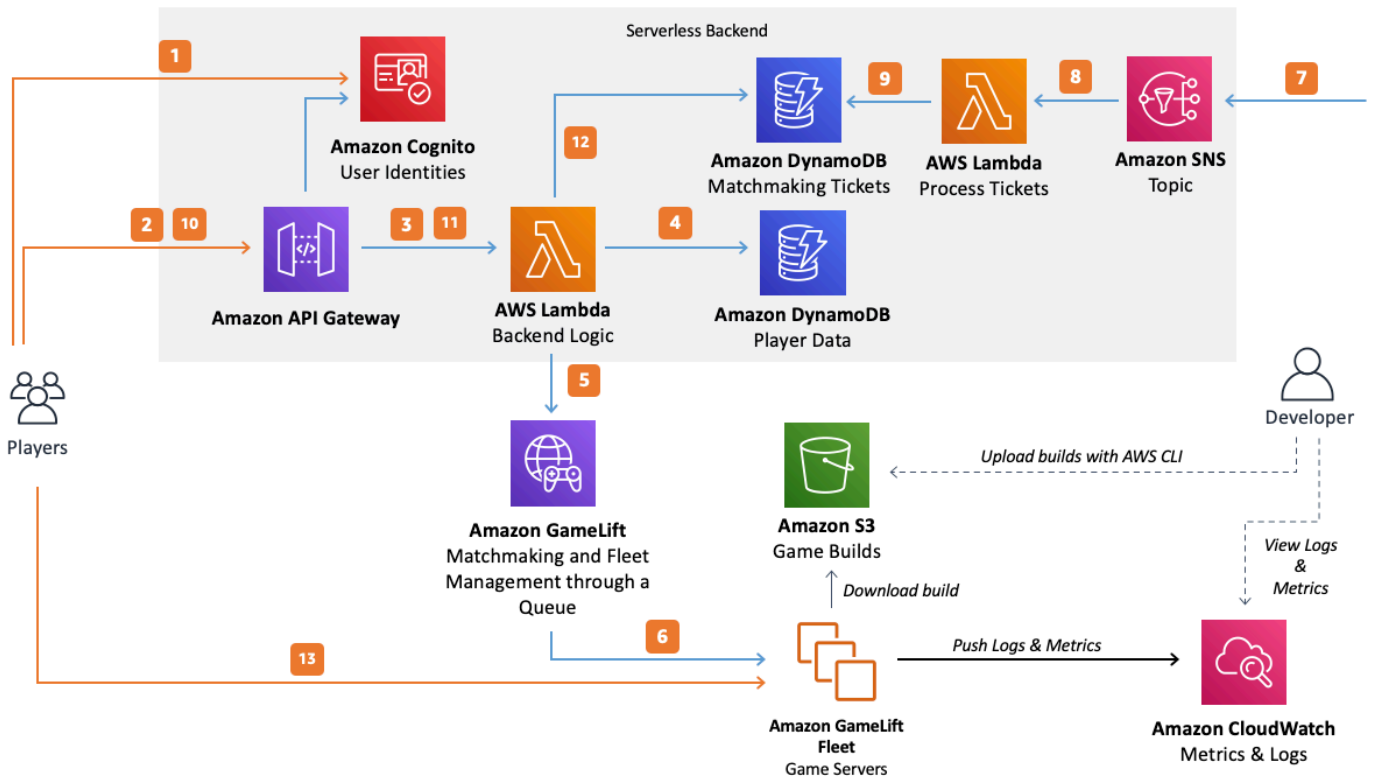 Serverless Backend
1
Amazon Cognito
User Identities
2
10
Amazon API Gateway
3
11
AWS Lambda
Backend Logic
12
4
Amazon DynamoDB
Matchmaking Tickets
9
AWS Lambda
Process Tickets
8
Amazon SNS
Topic
7
Amazon DynamoDB
Player Data
Players
5
Amazon GameLift
Matchmaking and Fleet
Management through a
Queue
6
13
Developer
Upload builds with AWS CLI
Amazon S3
Game Builds
Download build
View Logs
&
Metrics
Push Logs & Metrics
Amazon GameLift
Fleet
Game Servers
Amazon CloudWatch
Metrics & Logs